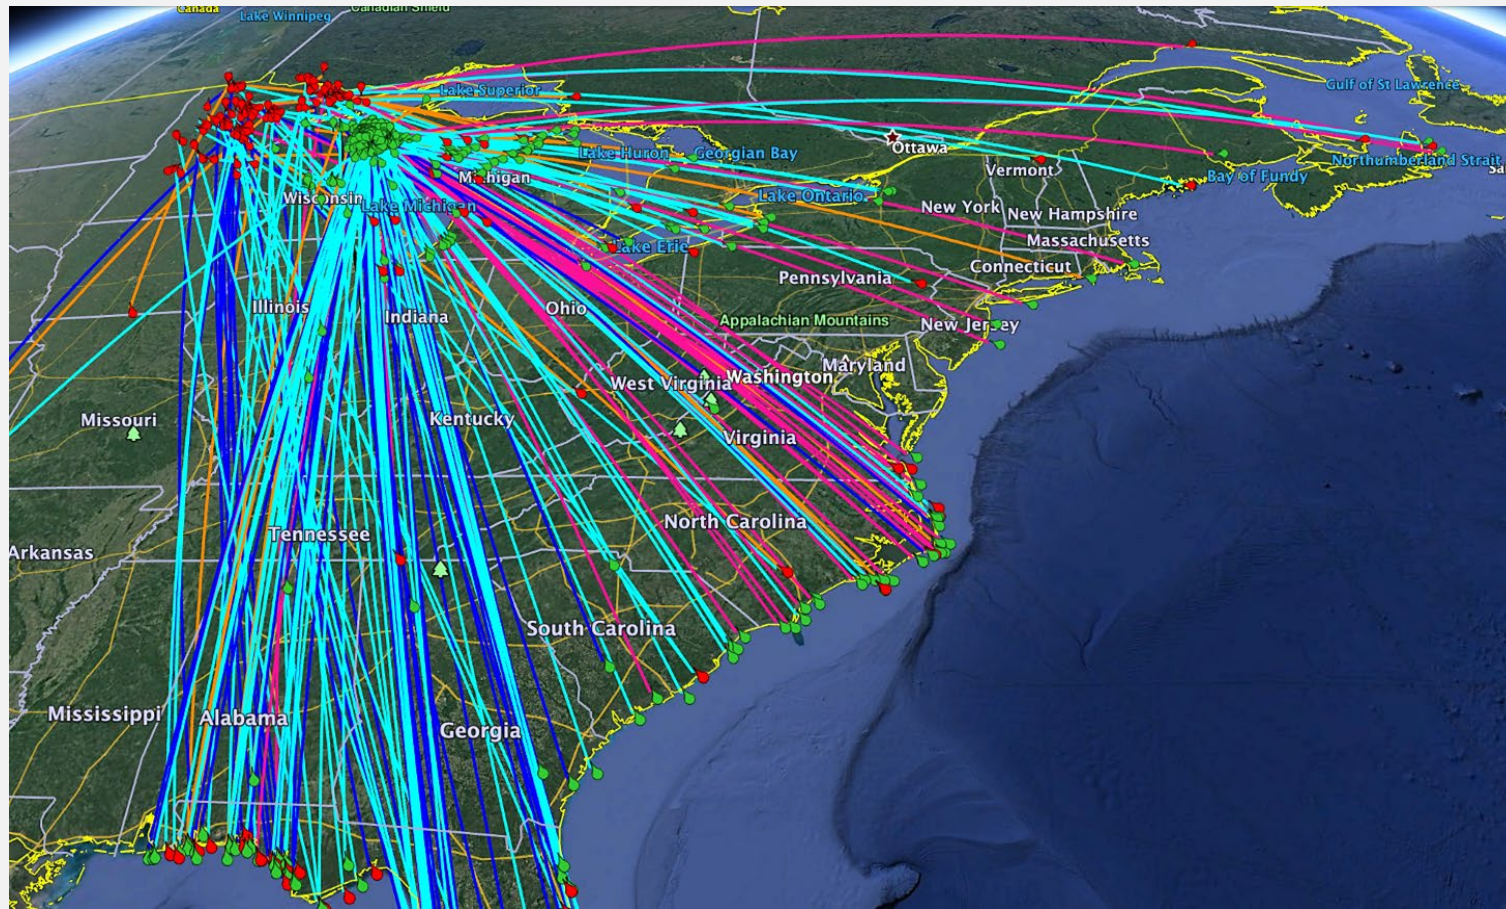 Canada
Lake Winnipeg
Canadian Shield
Lake Superior
Gulf of St Lawrence
Ottawa
Lake Huron
Georgian Bay
Northumberland Strait
Vermont
Bay of Fundy
Michigan
Wisconsin
Lake Michigan
Lake Ontario
New York
New Hampshire
Lake Erie
Massachusetts
Connecticut
Pennsylvania
Illinois
Indiana
Ohio
Appalachian Mountains
New Jersey
Maryland
West Virginia
Washington
Missouri
Kentucky
Virginia
North Carolina
Tennessee
Arkansas
South Carolina
Mississippi
Alabama
Georgia